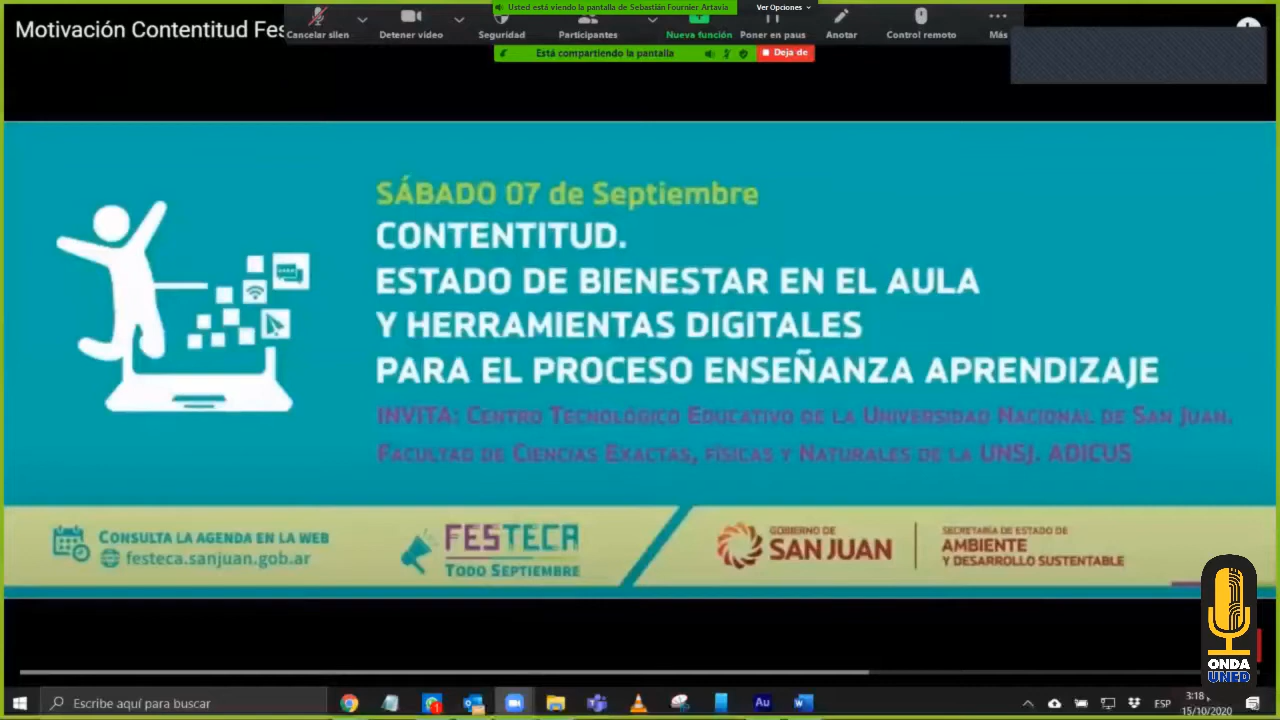 Usted está viendo la pantalla de Sebastián Fournier Artavia
Ver Opciones
Motivación Contentitud Fes
Cancelar silen
Detener video
Seguridad
Participantes
Nueva función
Poner en paus
Anotar
Control remoto
Más
Está compartiendo la pantalla
Deja de
SÁBADO 07 de Septiembre
CONTENTITUD.
ESTADO DE BIENESTAR EN EL AULA
Y HERRAMIENTAS DIGITALES
PARA EL PROCESO ENSEÑANZA APRENDIZAJE
INVITA: CENTRO TECNOLÓGICO EDUCATIVO DE LA UNIVERSIDAD NACIONAL DE SAN JUAN.
FACULTAD DE CIENCIAS EXACTAS, FÍSICAS Y NATURALES DE LA UNSJ. ADICUS
CONSULTA LA AGENDA EN LA WEB
festeca.sanjuan.gob.ar
FESTECA
TODO SEPTIEMBRE
GOBIERNO DE
SAN JUAN
SECRETARÍA DE ESTADO DE
AMBIENTE
Y DESARROLLO SUSTENTABLE
ONDA
UNED
Escribe aquí para buscar
Au
ESP
3:18
15/10/2020